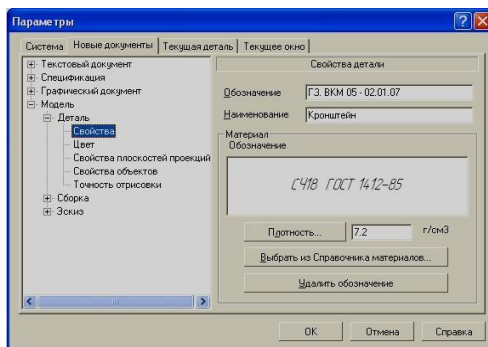 Параметры
Система Новые документы Текущая деталь Текущее окно
Текстовый документ
Спецификация
Графический документ
Модель
Деталь
Свойства
Цвет
Свойства плоскостей проекций
Свойства объектов
Точность отрисовки
Сборка
Эскиз
Свойства детали
Обозначение ГЗ. ВКМ 05 - 02.01.07
Наименование Кронштейн
Материал
Обозначение
СЧ18 ГОСТ 1412-85
Плотность... 7.2 г/см3
Выбрать из Справочника материалов...
Удалить обозначение
OK Отмена Справка